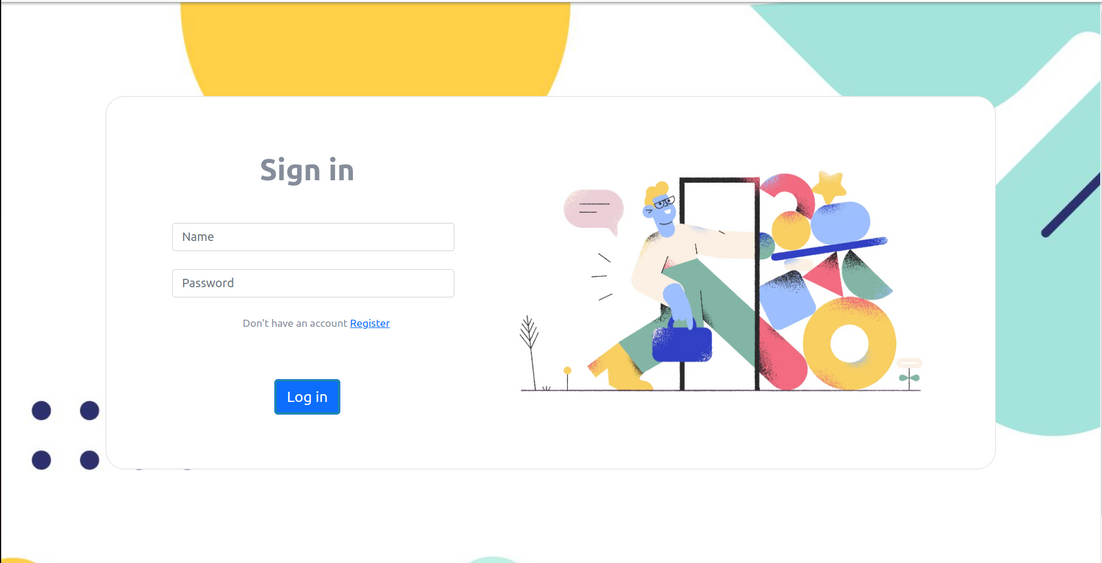 Sign in
Name
Password
Don't have an account Register
Log in